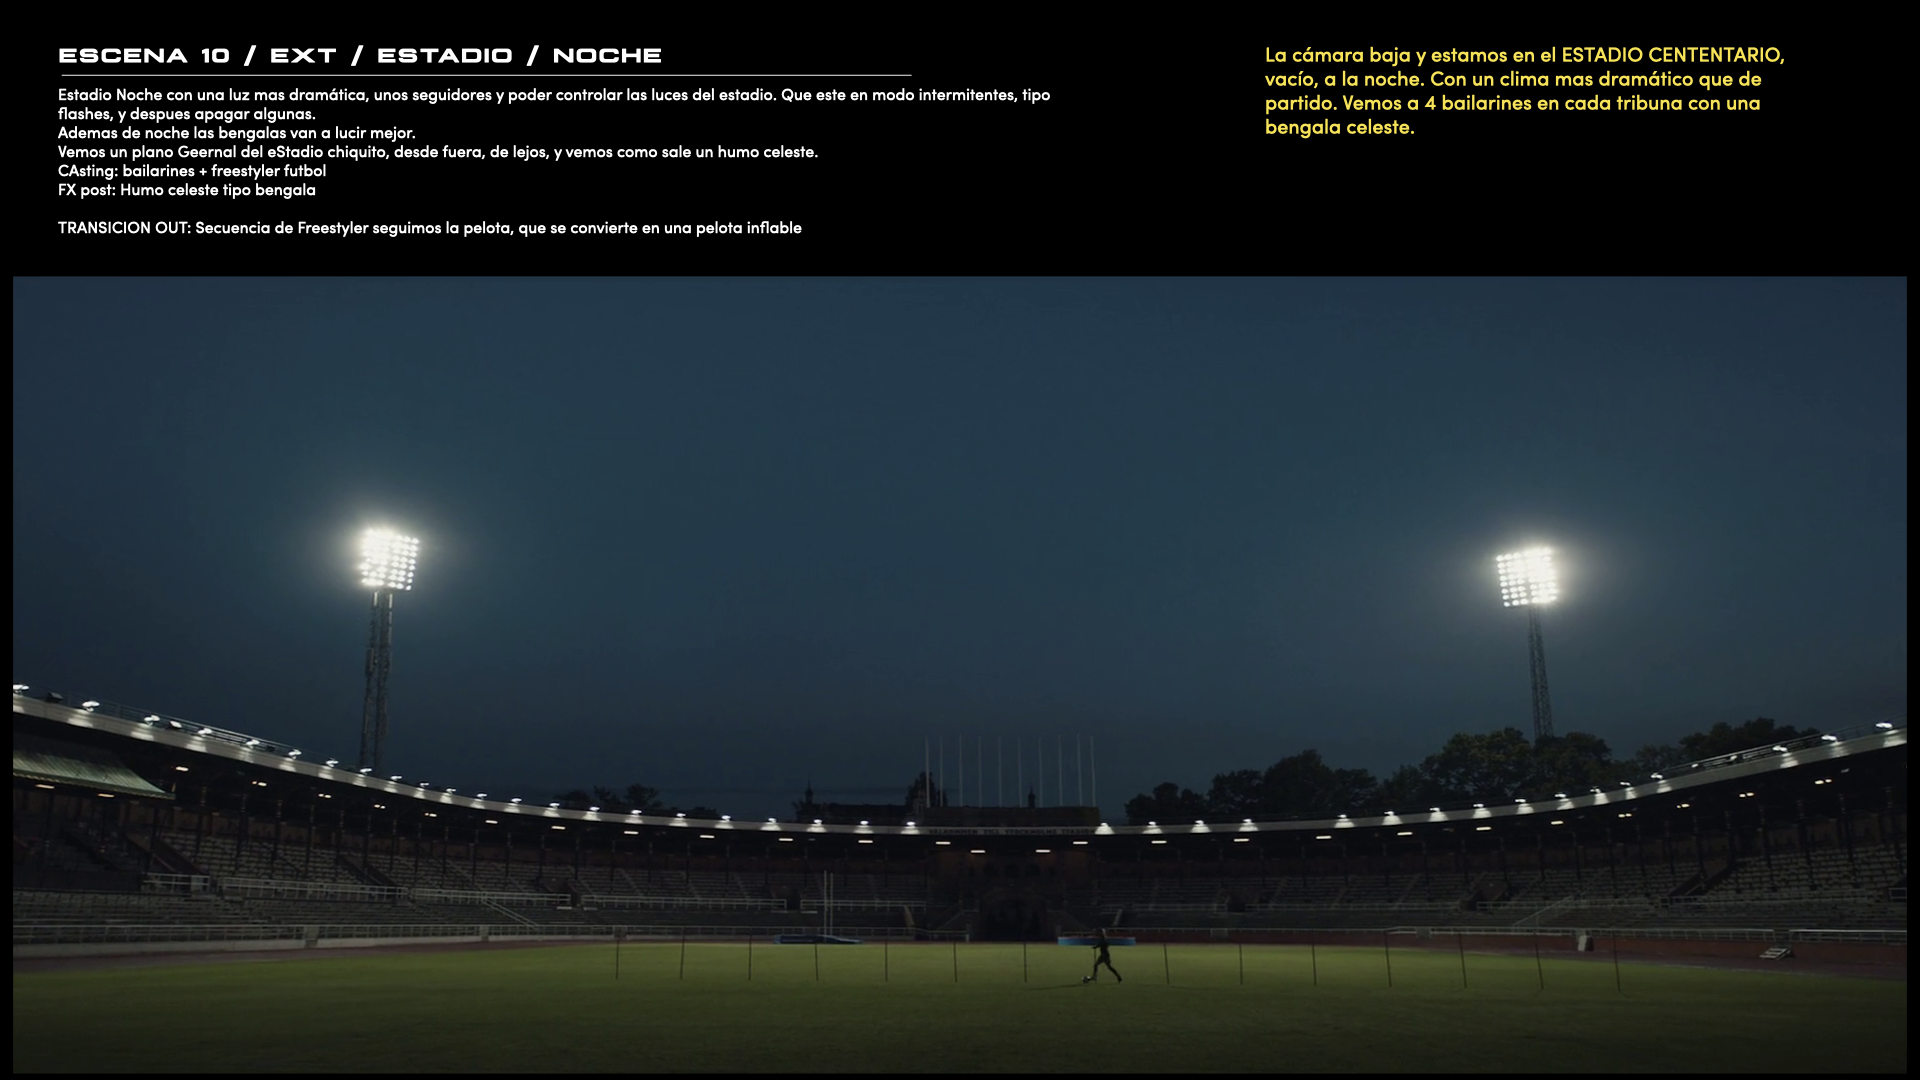 ESCENA 10 / EXT / ESTADIO / NOCHE
Estadio Noche con una luz mas dramática, unos seguidores y poder controlar las luces del estadio. Que este en modo intermitentes, tipo
flashes, y despues apagar algunas.
Ademas de noche las bengalas van a lucir mejor.
Vemos un plano Geernal del eStadio chiquito, desde fuera, de lejos, y vemos como sale un humo celeste.
CAsting: bailarines + freestyler futbol
FX post: Humo celeste tipo bengala
TRANSICION OUT: Secuencia de Freestyler seguimos la pelota, que se convierte en una pelota inflable
La cámara baja y estamos en el ESTADIO CENTENTARIO,
vacío, a la noche. Con un clima mas dramático que de
partido. Vemos a 4 bailarines en cada tribuna con una
bengala celeste.